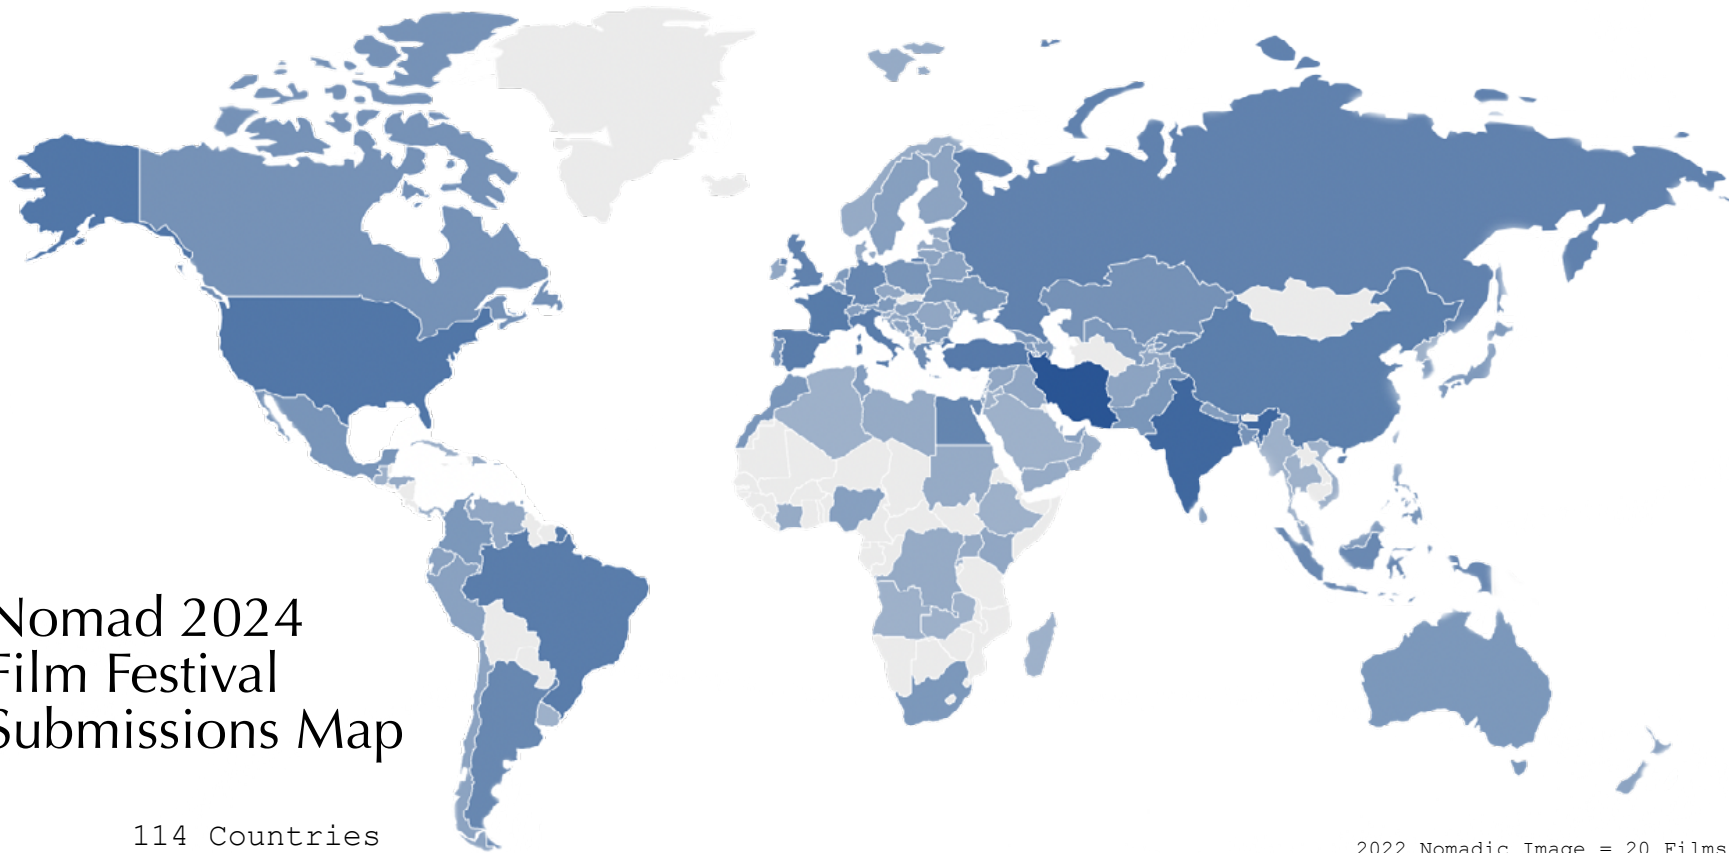 Nomad 2024
Film Festival
Submissions Map
114 Countries
2022 Nomadic Image = 20 Films